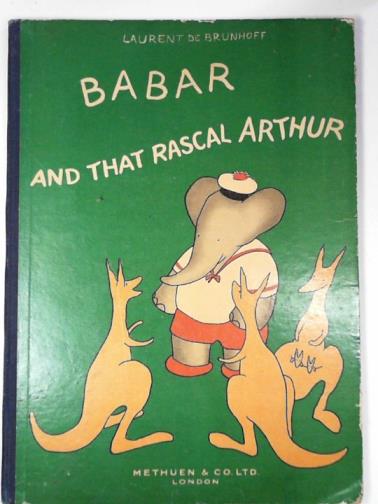 LAURENT DE BRUNHOFF
BABAR
AND THAT RASCAL ARTHUR
METHUEN & CO. LTD.
LONDON